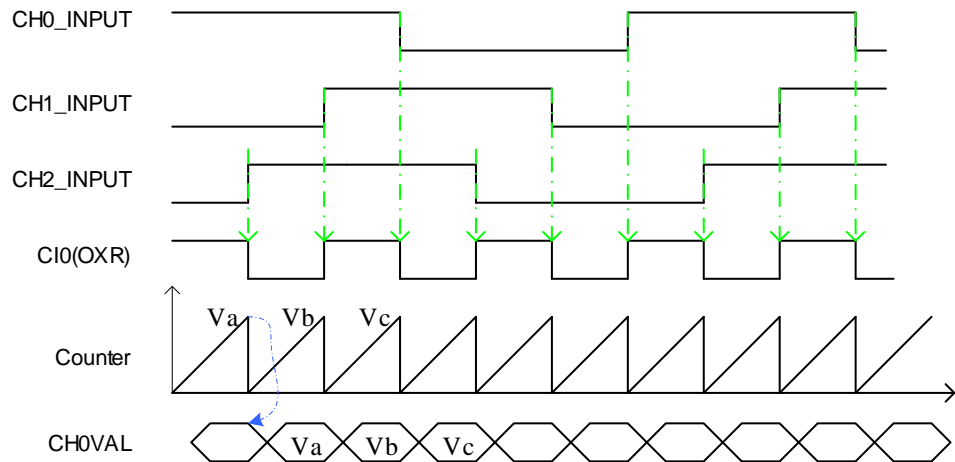 CH0_INPUT
CH1_INPUT
CH2_INPUT
CI0(OXR)
Va Vb Vc
Counter
CH0VAL Va Vb Vc